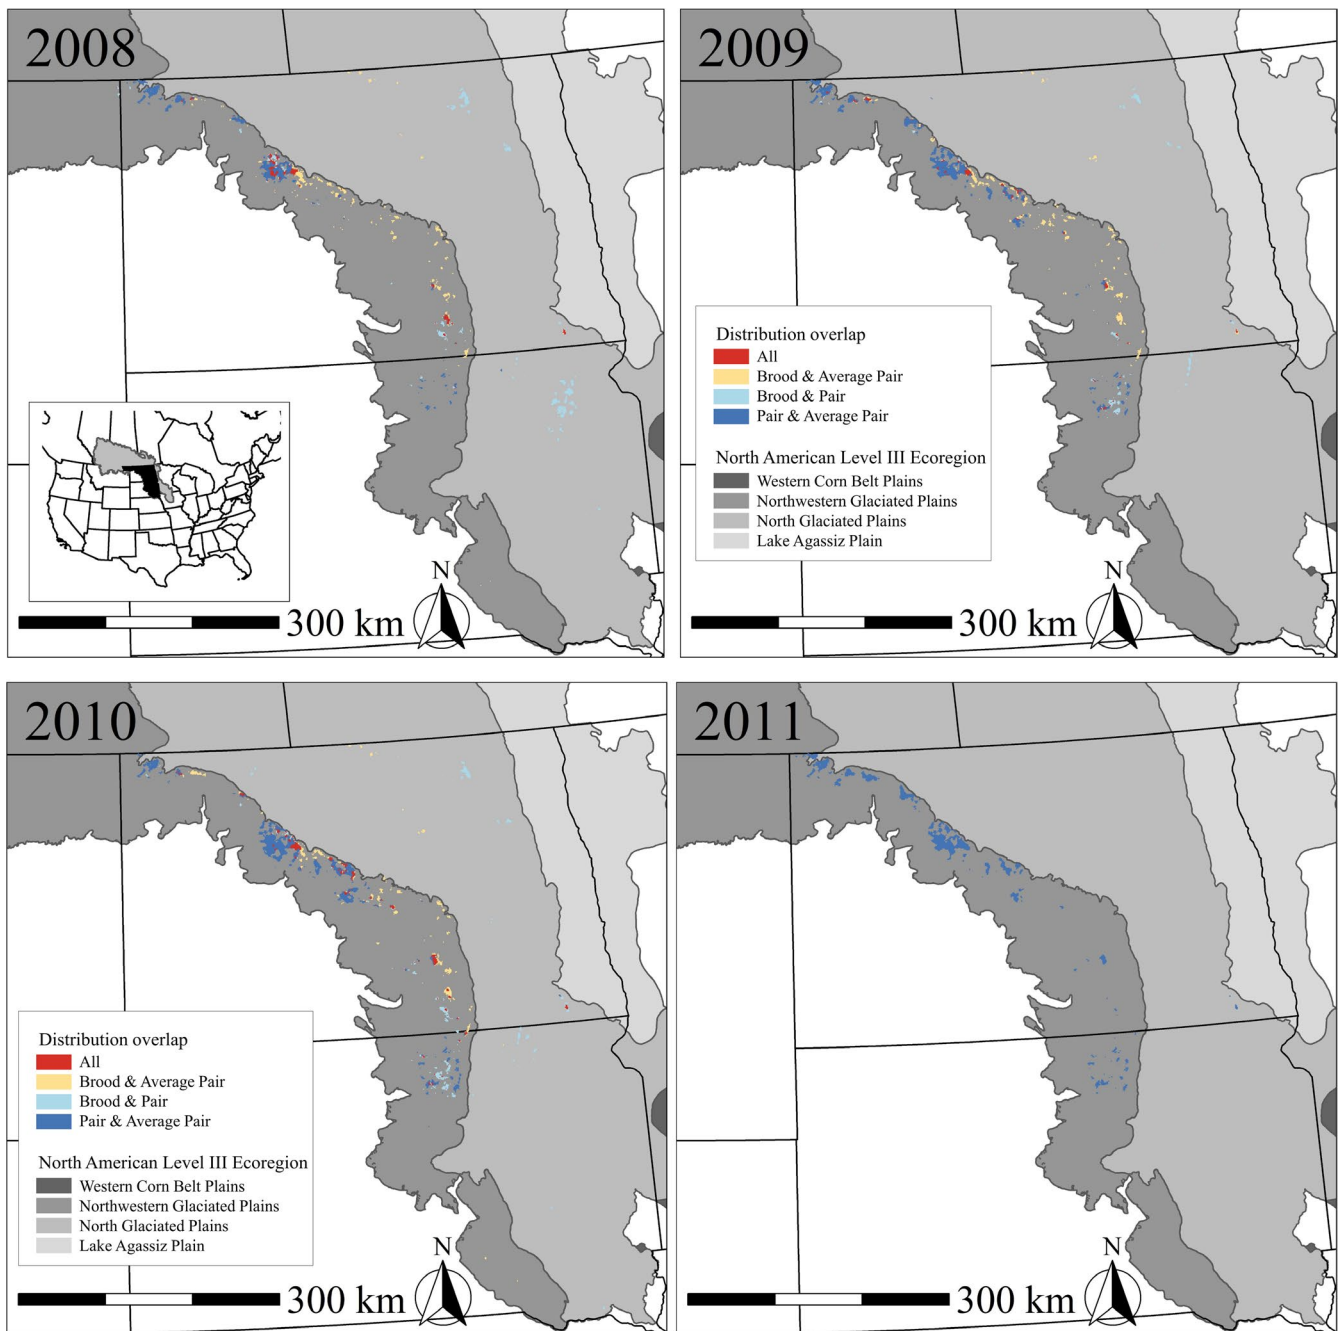 2008
N
300 km
2009
Distribution overlap
All
Brood & Average Pair
Brood & Pair
Pair & Average Pair
North American Level III Ecoregion
Western Corn Belt Plains
Northwestern Glaciated Plains
North Glaciated Plains
Lake Agassiz Plain
N
300 km
2010
Distribution overlap
All
Brood & Average Pair
Brood & Pair
Pair & Average Pair
North American Level III Ecoregion
Western Corn Belt Plains
Northwestern Glaciated Plains
North Glaciated Plains
Lake Agassiz Plain
N
300 km
2011
N
300 km